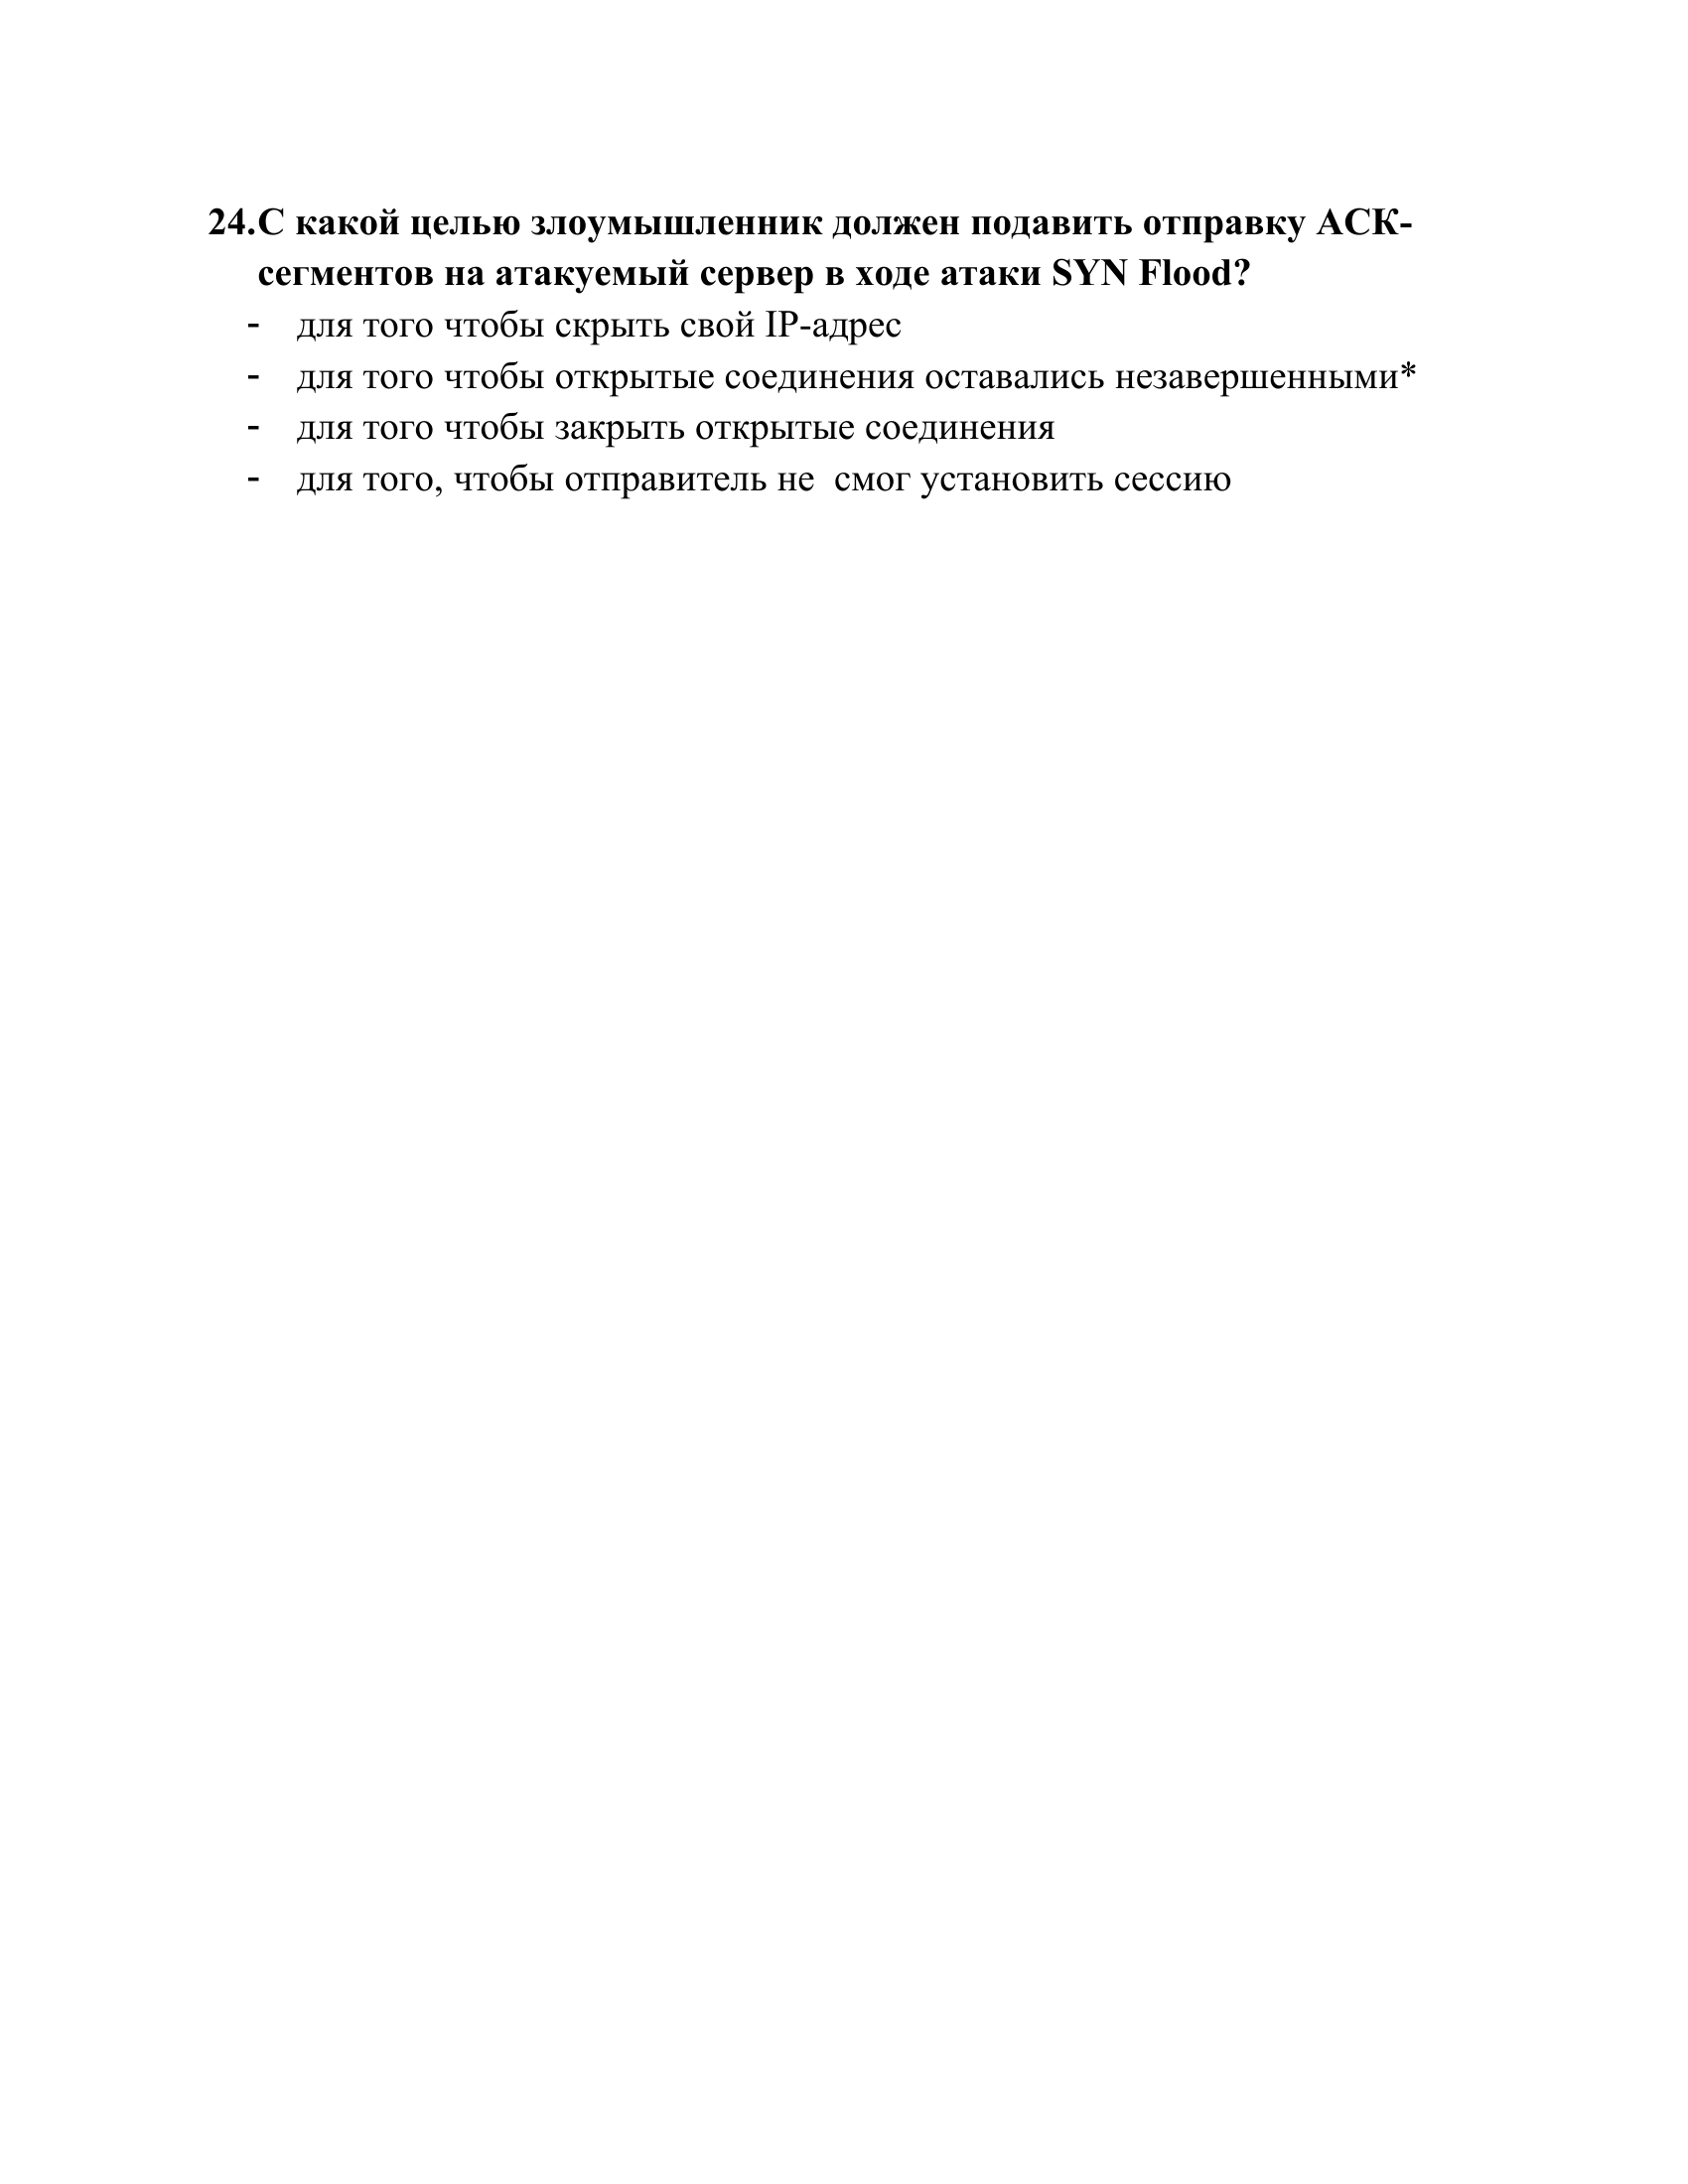 24.С какой целью злоумышленник должен подавить отправку АСК-
сегментов на атакуемый сервер в ходе атаки SYN Flood?
- для того чтобы скрыть свой IP-адрес
- для того чтобы открытые соединения оставались незавершенными*
- для того чтобы закрыть открытые соединения
- для того, чтобы отправитель не  смог установить сессию